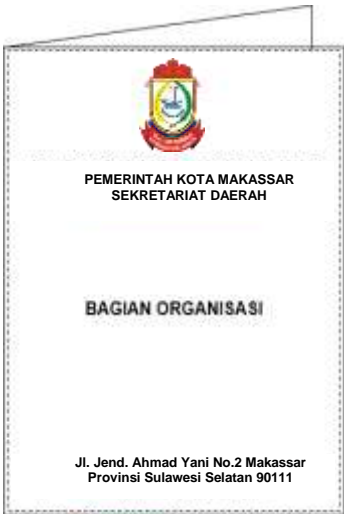 PEMERINTAH KOTA MAKASSAR
SEKRETARIAT DAERAH
BAGIAN ORGANISASI
Jl. Jend. Ahmad Yani No.2 Makassar
Provinsi Sulawesi Selatan 90111